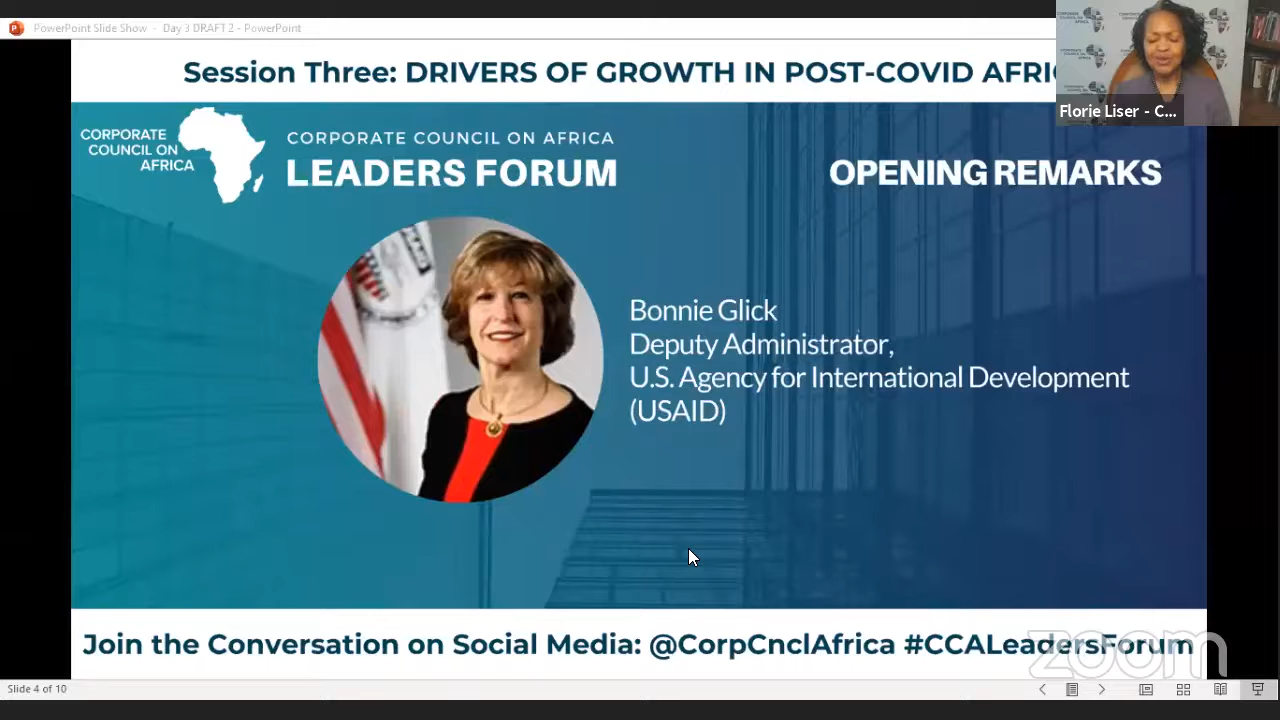 PowerPoint Slide Show - Day 3 DRAFT 2 - PowerPoint
Session Three: DRIVERS OF GROWTH IN POST-COVID AFRI
Florie Liser - C...
CORPORATE
COUNCIL ON
AFRICA
CORPORATE COUNCIL ON AFRICA
LEADERS FORUM
OPENING REMARKS
Bonnie Glick
Deputy Administrator,
U.S. Agency for International Development
(USAID)
Join the Conversation on Social Media: @CorpCnclAfrica #CCALeadersForum
zoom
Slide 4 of 10